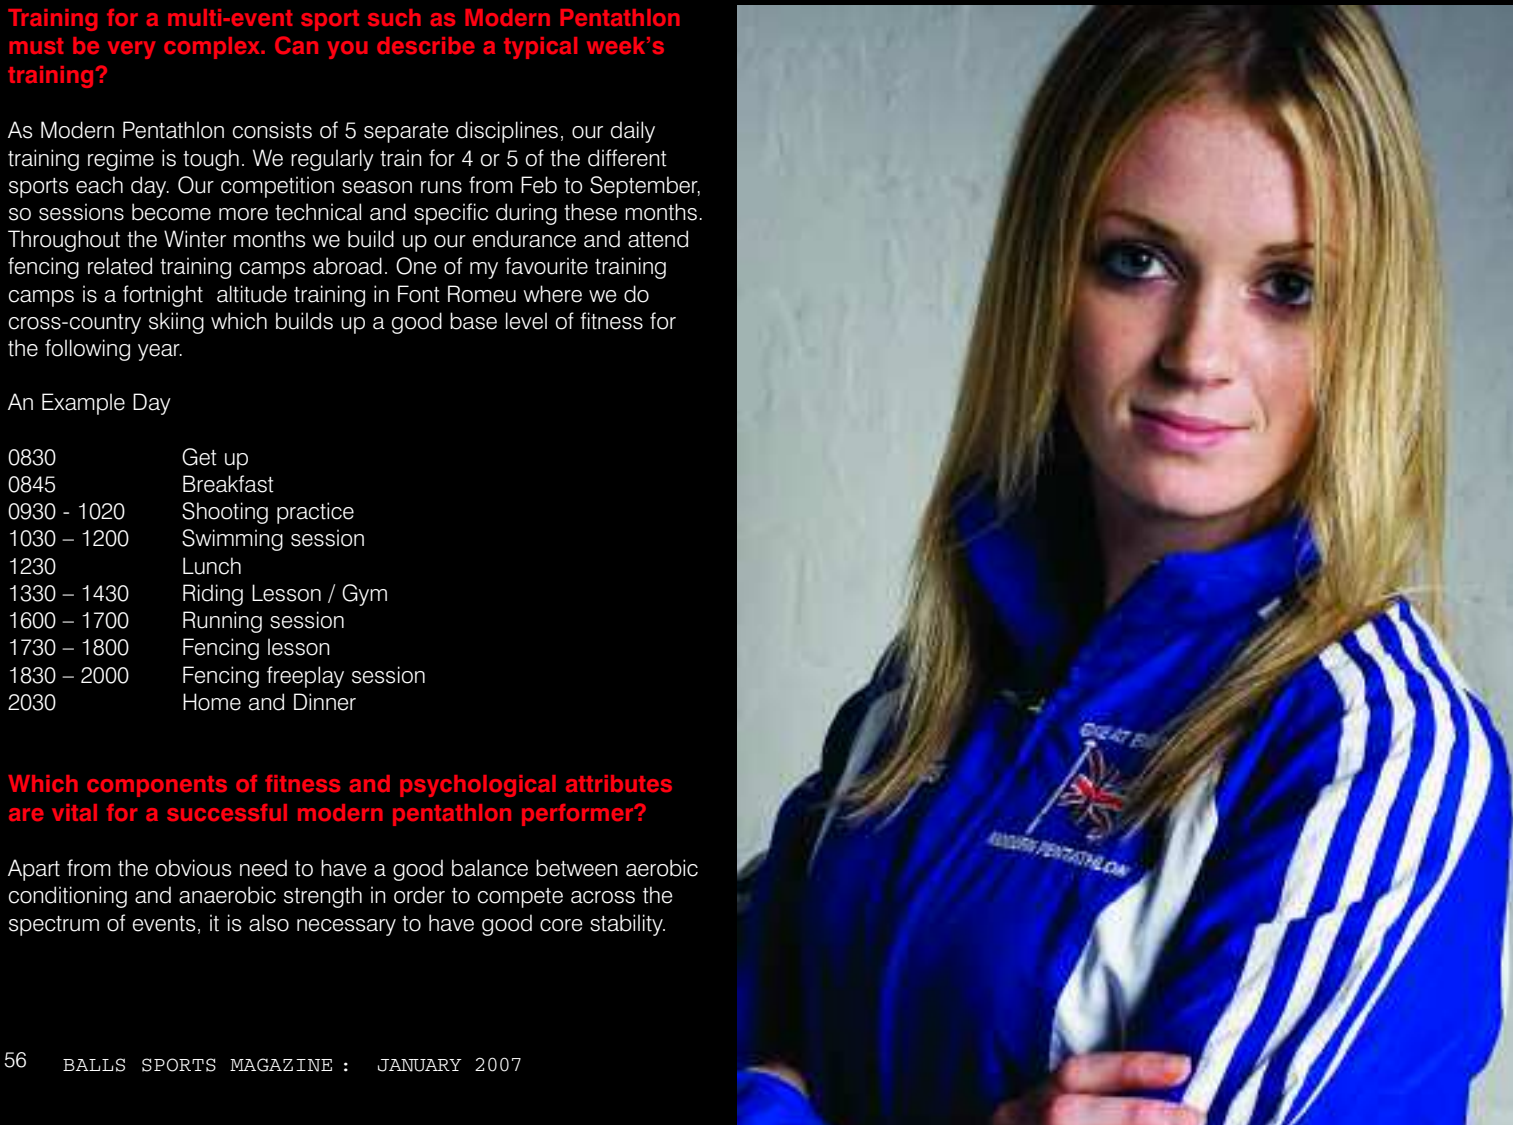 Training for a multi-event sport such as Modern Pentathlon
must be very complex. Can you describe a typical week's
training?
As Modern Pentathlon consists of 5 separate disciplines, our daily
training regime is tough. We regularly train for 4 or 5 of the different
sports each day. Our competition season runs from Feb to September,
so sessions become more technical and specific during these months.
Throughout the Winter months we build up our endurance and attend
fencing related training camps abroad. One of my favourite training
camps is a fortnight  altitude training in Font Romeu where we do
cross-country skiing which builds up a good base level of fitness for
the following year.
An Example Day
0830 Get up
0845 Breakfast
0930 - 1020 Shooting practice
1030 – 1200 Swimming session
1230 Lunch
1330 – 1430 Riding Lesson / Gym
1600 – 1700 Running session
1730 – 1800 Fencing lesson
1830 – 2000 Fencing freeplay session
2030 Home and Dinner
Which components of fitness and psychological attributes
are vital for a successful modern pentathlon performer?
Apart from the obvious need to have a good balance between aerobic
conditioning and anaerobic strength in order to compete across the
spectrum of events, it is also necessary to have good core stability.
56 BALLS SPORTS MAGAZINE : JANUARY 2007
GREAT
MODERN PENTATHLON